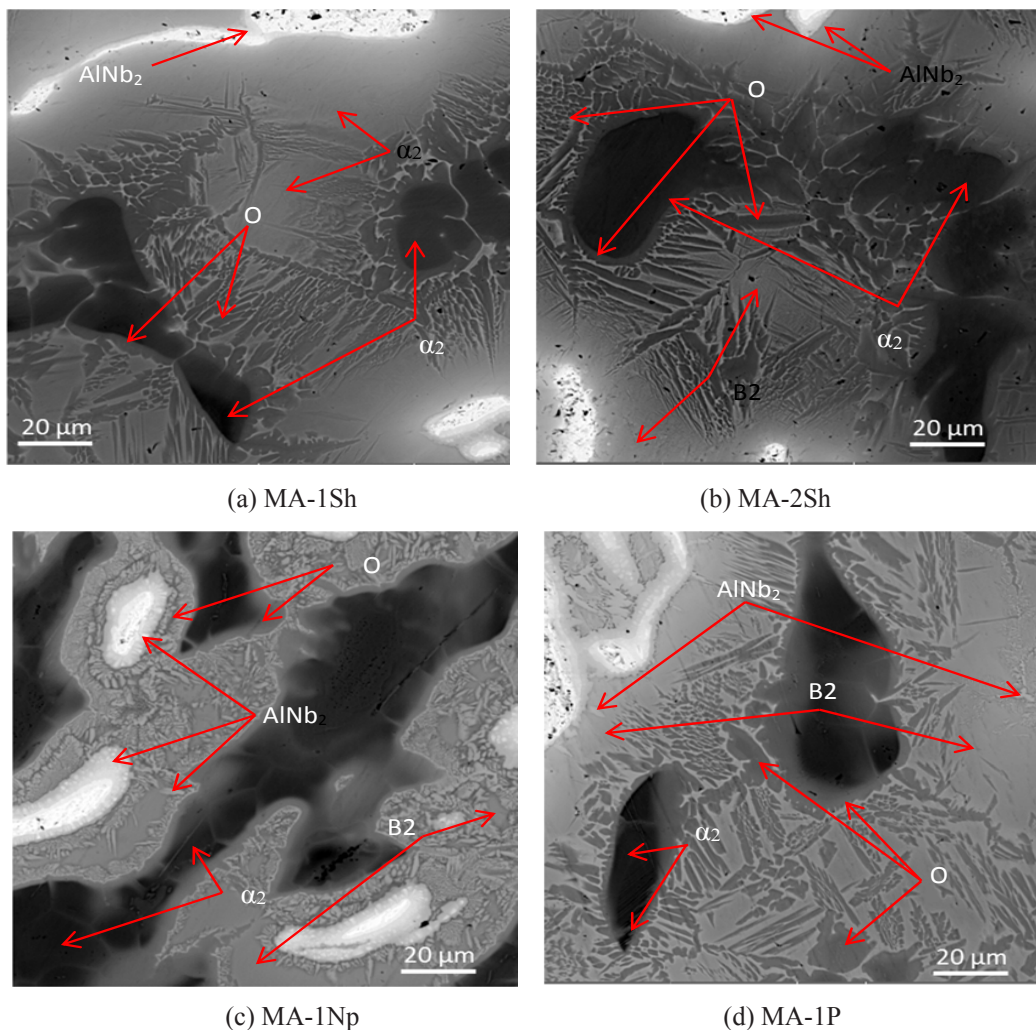 AlNb₂
α₂
O
α₂
20 μm
(a) MA-1Sh
AlNb₂
O
α₂
B2
20 μm
(b) MA-2Sh
O
AlNb₂
B2
α₂
20 μm
(c) MA-1Np
AlNb₂
B2
α₂
O
20 μm
(d) MA-1P